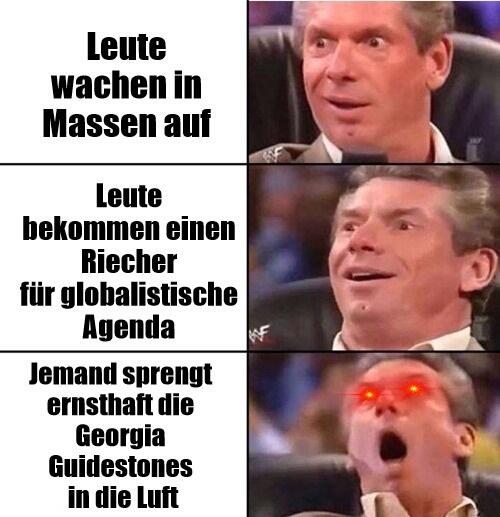 Leute
wachen in
Massen auf
Leute
bekommen einen
Riecher
für globalistische
Agenda
Jemand sprengt
ernsthaft die
Georgia
Guidestones
in die Luft